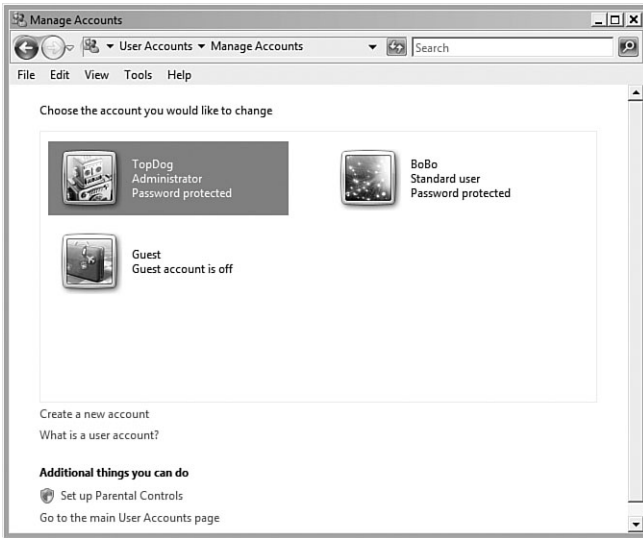 Manage Accounts
User Accounts Manage Accounts Search
File Edit View Tools Help
Choose the account you would like to change
TopDog
Administrator
Password protected
BoBo
Standard user
Password protected
Guest
Guest account is off
Create a new account
What is a user account?
Additional things you can do
Set up Parental Controls
Go to the main User Accounts page